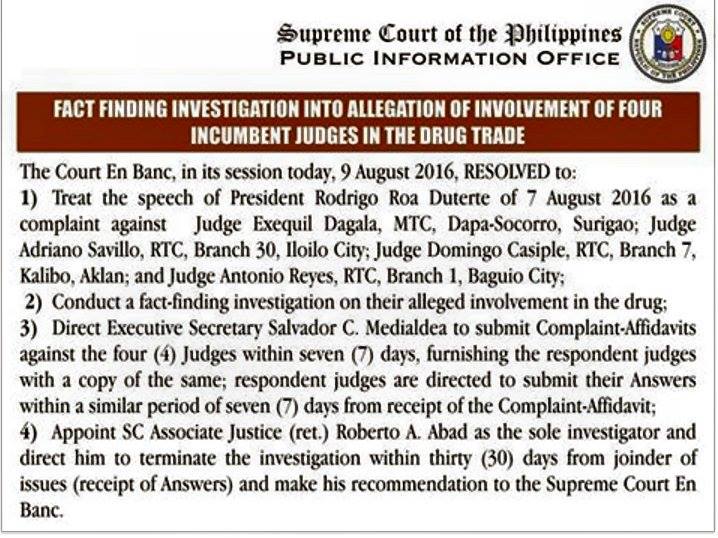 Supreme Court of the Philippines
PUBLIC INFORMATION OFFICE
FACT FINDING INVESTIGATION INTO ALLEGATION OF INVOLVEMENT OF FOUR
INCUMBENT JUDGES IN THE DRUG TRADE
The Court En Banc, in its session today, 9 August 2016, RESOLVED to:
1) Treat the speech of President Rodrigo Roa Duterte of 7 August 2016 as a
complaint against Judge Exequil Dagala, MTC, Dapa-Socorro, Surigao; Judge
Adriano Savillo, RTC, Branch 30, Iloilo City; Judge Domingo Casiple, RTC, Branch 7,
Kalibo, Aklan; and Judge Antonio Reyes, RTC, Branch 1, Baguio City;
2) Conduct a fact-finding investigation on their alleged involvement in the drug;
3) Direct Executive Secretary Salvador C. Medialdea to submit Complaint-Affidavits
against the four (4) Judges within seven (7) days, furnishing the respondent judges
with a copy of the same; respondent judges are directed to submit their Answers
within a similar period of seven (7) days from receipt of the Complaint-Affidavit;
4) Appoint SC Associate Justice (ret.) Roberto A. Abad as the sole investigator and
direct him to terminate the investigation within thirty (30) days from joinder of
issues (receipt of Answers) and make his recommendation to the Supreme Court En
Banc.